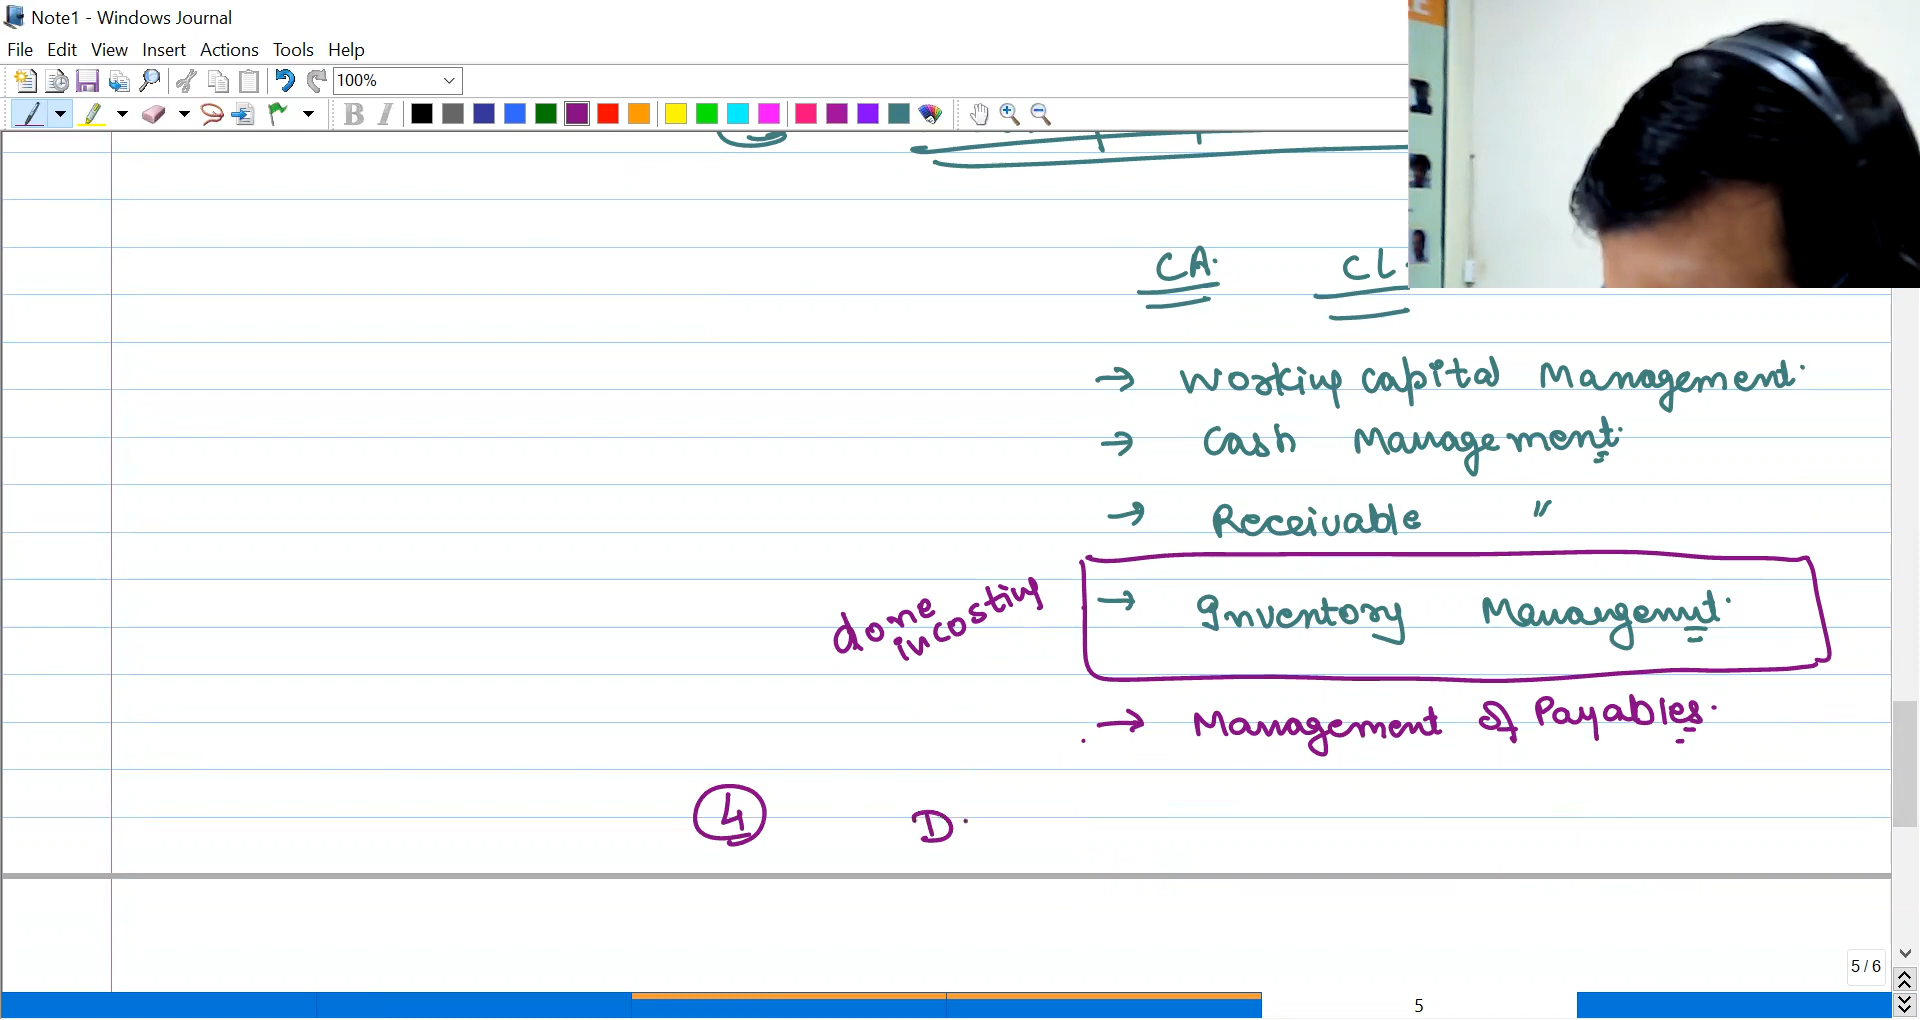 Note1 - Windows Journal
File Edit View Insert Actions Tools Help
100%
B I
CA. CL.
→ Working capital Management.
→ Cash Management.
→ Receivable "
→ Inventory Management.
done in costing
→ Management of Payables.
4 D.
5 / 6
5